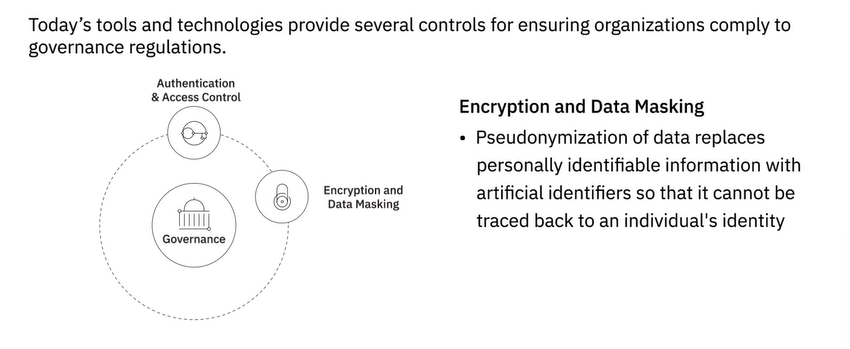 Today’s tools and technologies provide several controls for ensuring organizations comply to
governance regulations.
Authentication
& Access Control
Encryption and
Data Masking
Governance
Encryption and Data Masking
• Pseudonymization of data replaces
personally identifiable information with
artificial identifiers so that it cannot be
traced back to an individual's identity